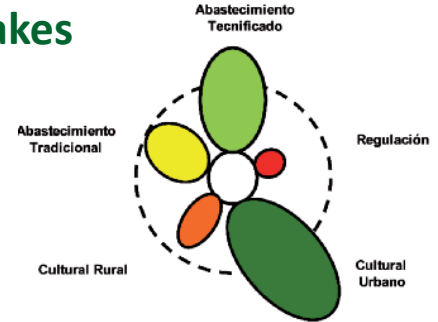 akes
Abastecimiento
Tecnificado
Abastecimiento
Tradicional
Regulación
Cultural Rural
Cultural
Urbano